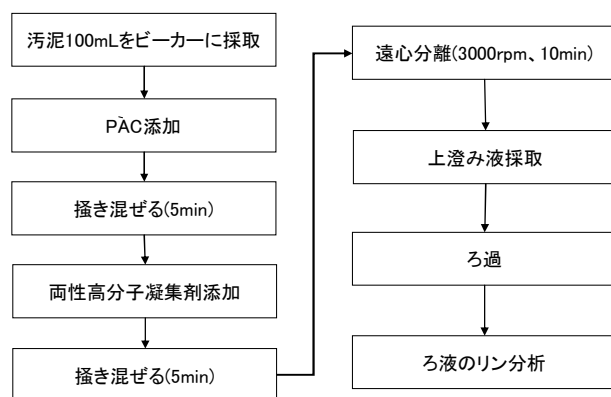 汚泥100mLをビーカーに採取
PAC添加
掻き混ぜる(5min)
両性高分子凝集剤添加
掻き混ぜる(5min)
遠心分離(3000rpm、10min)
上澄み液採取
ろ過
ろ液のリン分析